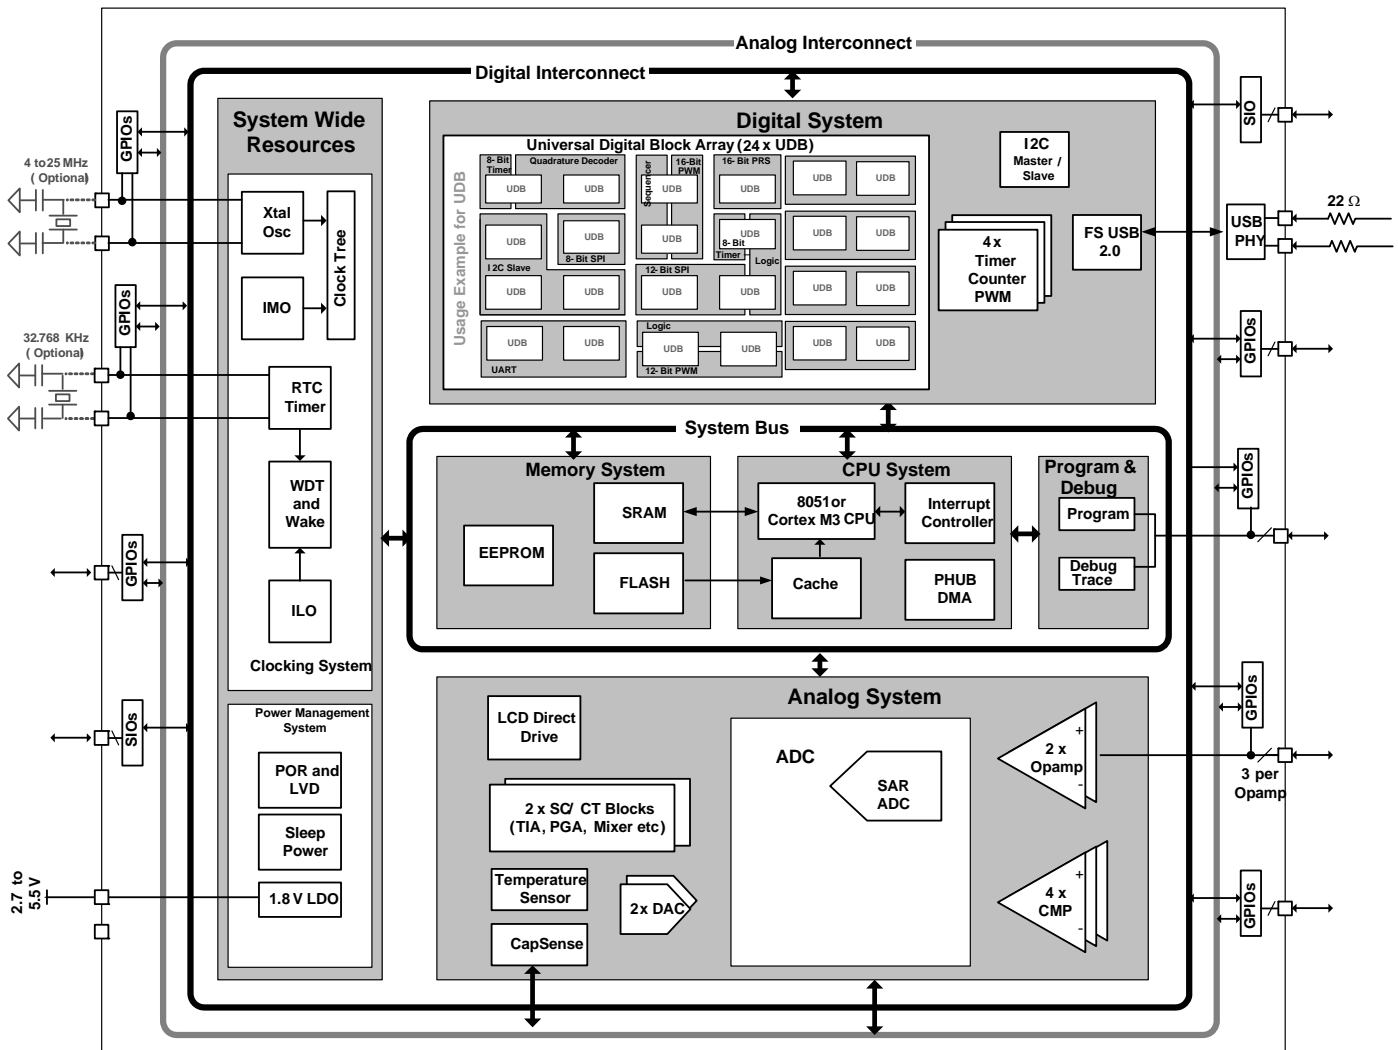 Analog Interconnect
Digital Interconnect
System Wide
Resources
4 to 25 MHz
( Optional)
GPIOs
Xtal
Osc
IMO
Clock Tree
GPIOs
32.768 KHz
( Optional)
RTC
Timer
WDT
and
Wake
ILO
Clocking System
GPIOs
SIOs
Power Management
System
POR and
LVD
Sleep
Power
1.8 V LDO
2.7 to
5.5 V
Digital System
Universal Digital Block Array (24 x UDB)
Usage Example for UDB
8- Bit
Timer
Quadrature Decoder
Sequencer
16-Bit
PWM
16- Bit PRS
UDB
UDB
UDB
UDB
UDB
UDB
UDB
UDB
UDB
UDB
UDB
UDB
UDB
I2C Slave
8- Bit SPI
8- Bit
Timer
Logic
12- Bit SPI
UDB
UDB
UDB
UDB
UDB
UDB
Logic
UDB
UDB
UDB
UDB
UDB
UDB
UART
12- Bit PWM
I2C
Master /
Slave
4 x
Timer
Counter
PWM
FS USB
2.0
SIO
USB
PHY
22 Ω
GPIOs
System Bus
Memory System
SRAM
EEPROM
FLASH
CPU System
8051 or
Cortex M3 CPU
Interrupt
Controller
Cache
PHUB
DMA
Program &
Debug
Program
Debug
Trace
GPIOs
Analog System
LCD Direct
Drive
2 x SC/ CT Blocks
(TIA, PGA, Mixer etc)
Temperature
Sensor
2 x DAC
CapSense
ADC
SAR
ADC
+
2 x
Opamp
-
+
4 x
CMP
-
GPIOs
3 per
Opamp
GPIOs